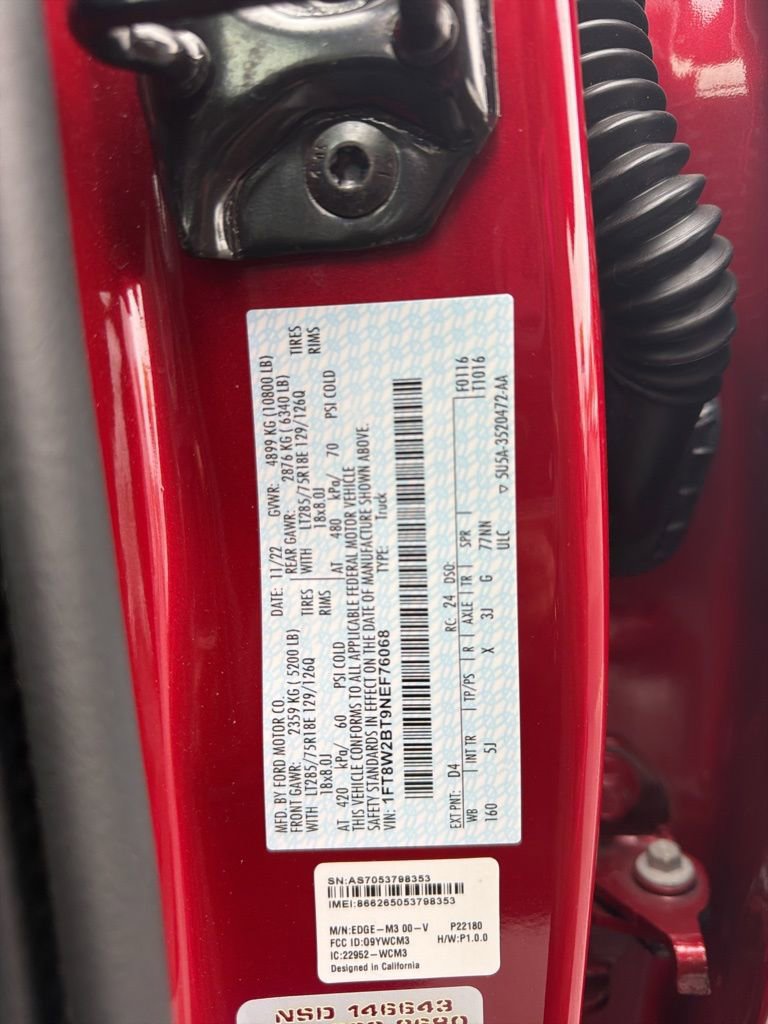 MFD. BY FORD MOTOR CO.
DATE: 11/22 GVWR: 4899 KG (10800 LB)
FRONT GAWR: 2359 KG ( 5200 LB)
REAR GAWR: 2876 KG ( 6340 LB)
WITH LT285/75R18E 129/126Q TIRES
WITH LT285/75R18E 129/126Q TIRES
18x8.0J RIMS
18x8.0J RIMS
AT 420 kPa/ 60 PSI COLD
AT 480 kPa/ 70 PSI COLD
THIS VEHICLE CONFORMS TO ALL APPLICABLE FEDERAL MOTOR VEHICLE
SAFETY STANDARDS IN EFFECT ON THE DATE OF MANUFACTURE SHOWN ABOVE.
VIN: 1FT8W2BT9NEF76068 TYPE: Truck
EXT PNT: D4 RC: 24 DSO: F0116
WB INT TR TP/PS R AXLE TR SPR T1016
160 5J X 3J G 77NN
ULC ▽ 5U5A-3520472-AA
SN:AS7053798353
IMEI:866265053798353
M/N:EDGE-M3 00-V P22180
FCC ID:09YWCM3 H/W:P1.0.0
IC:22952-WCM3
Designed in California
NSD 146643